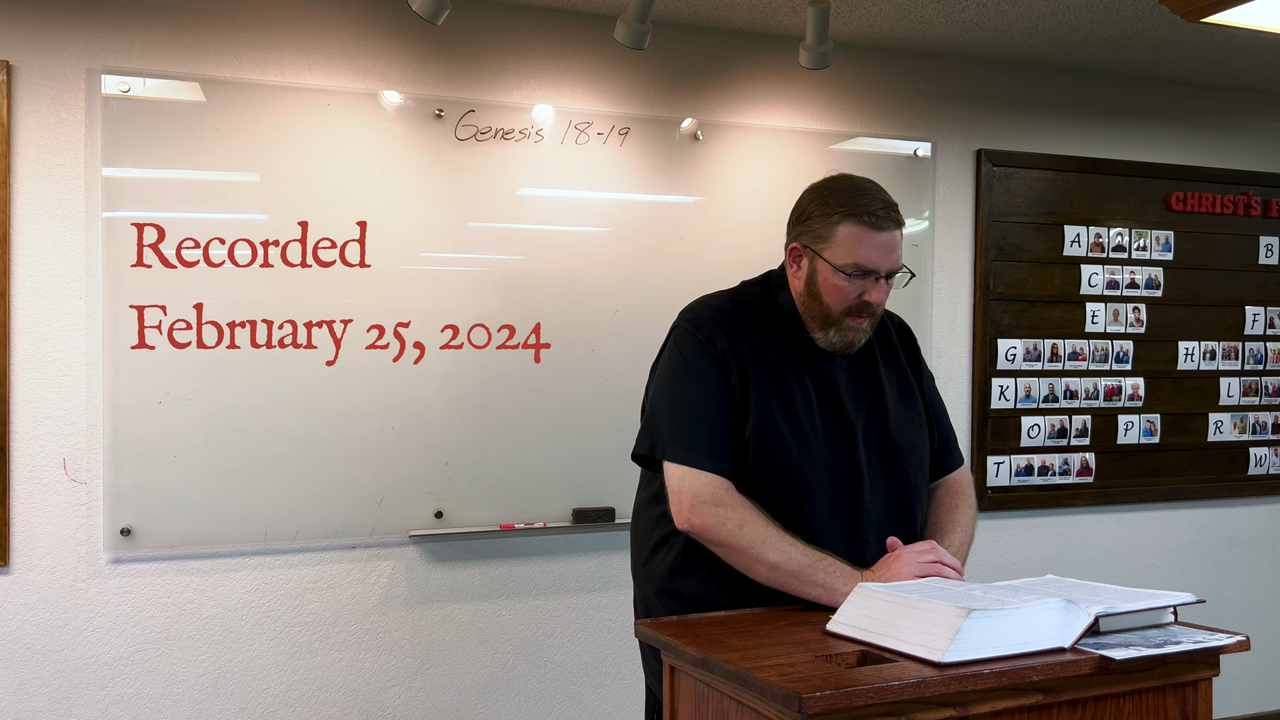 Genesis 18-19
Recorded
February 25, 2024
CHRIST'S
A
B
C
E
F
G
H
K
L
O
P
R
T
W